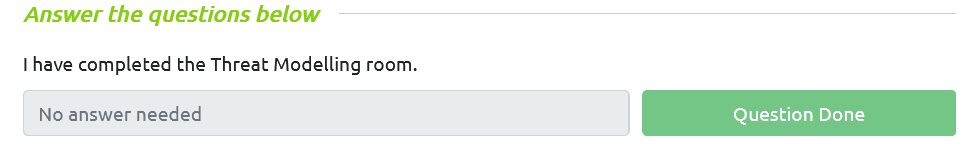 Answer the questions below
I have completed the Threat Modelling room.
No answer needed
Question Done